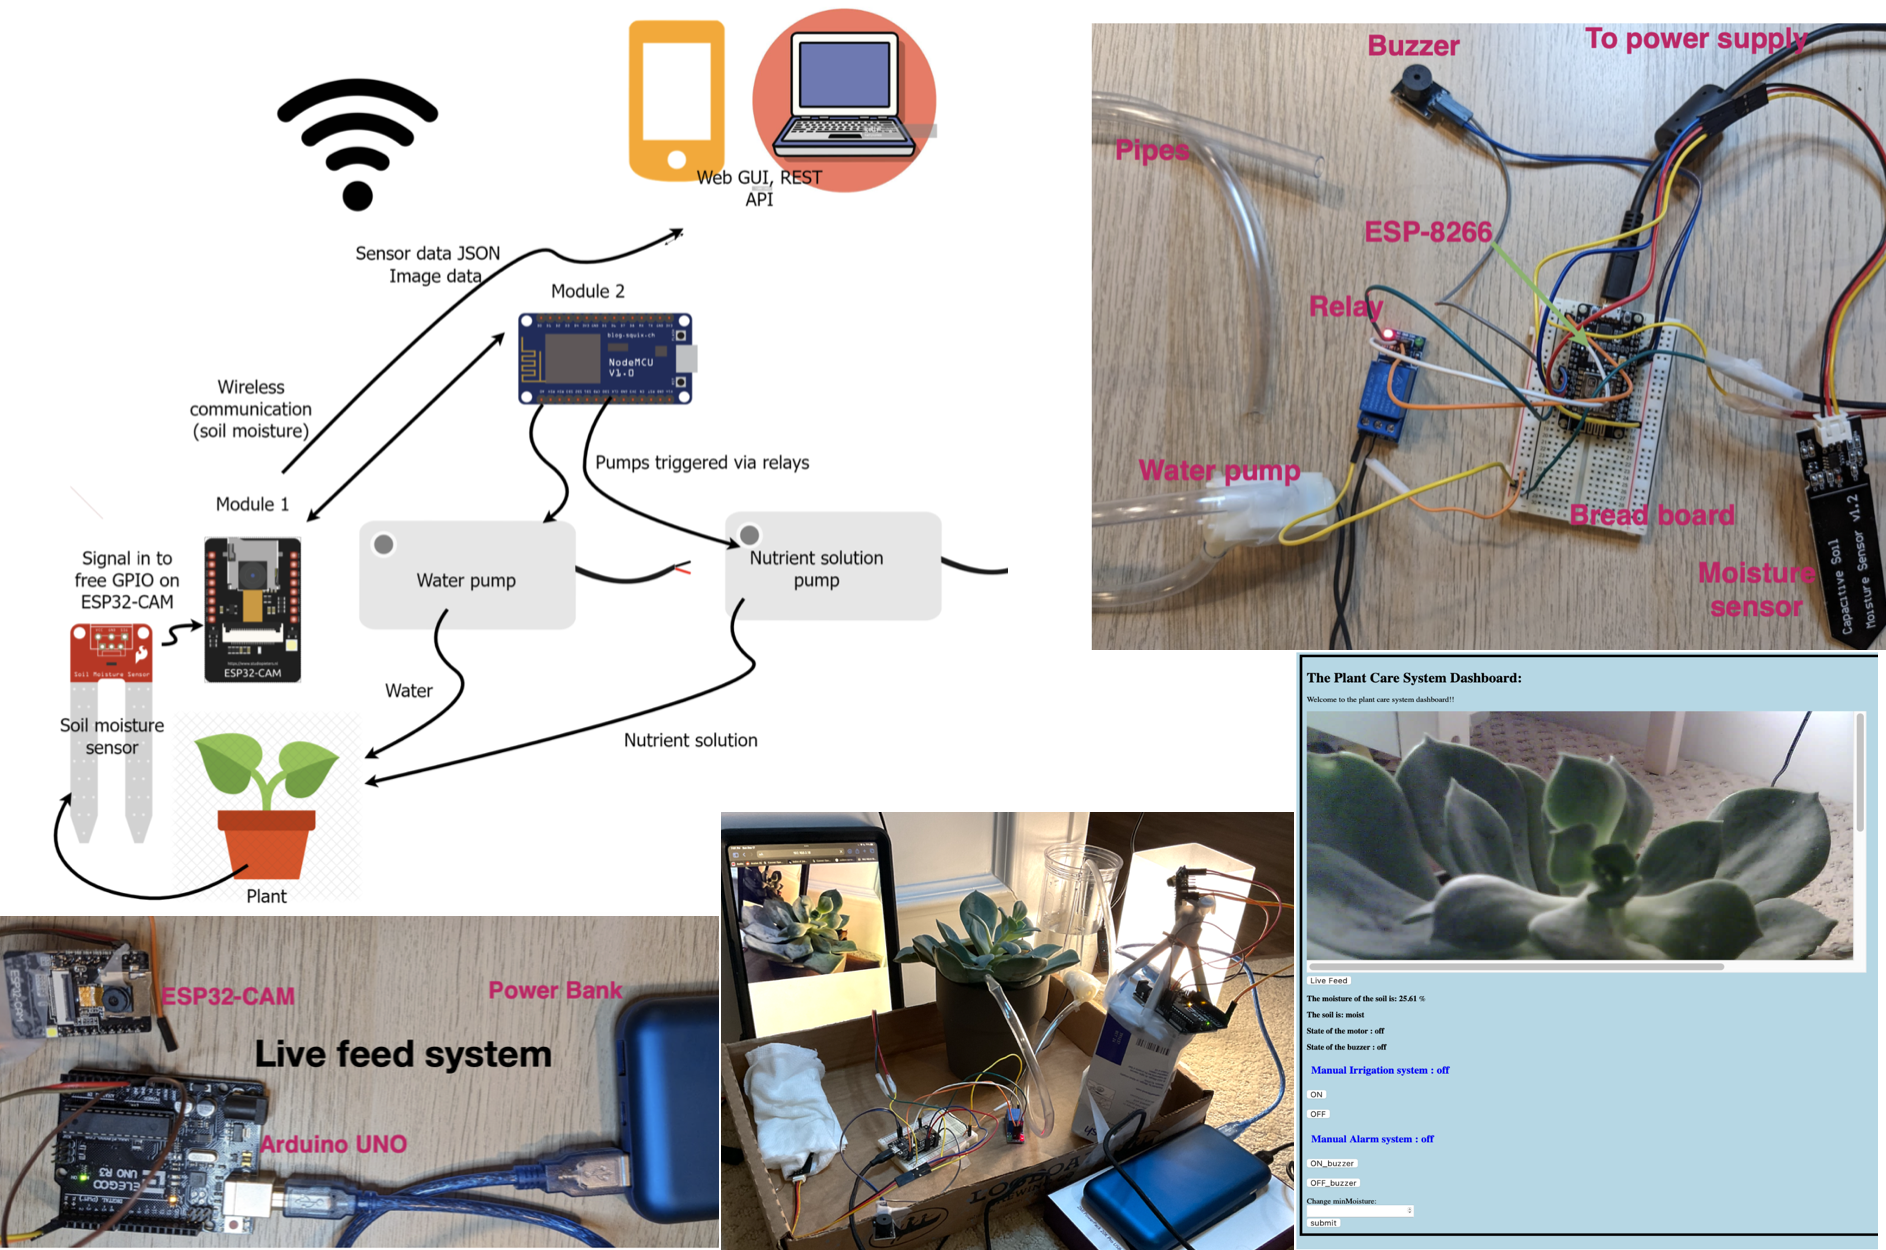 Web GUI, REST
API
Sensor data JSON
Image data
Module 2
blog.squix.ch
NodeMCU
V1.0
Wireless
communication
(soil moisture)
Pumps triggered via relays
Module 1
Signal in to
free GPIO on
ESP32-CAM
ESP32-CAM
Soil Moisture Sensor
Soil moisture
sensor
Water pump
Nutrient solution
pump
Water
Nutrient solution
Plant
Buzzer
To power supply
Pipes
ESP-8266
Relay
Water pump
Bread board
Moisture
sensor
Capacitive Soil
Moisture Sensor v1.2
ESP32-CAM
Power Bank
Live feed system
Arduino UNO
UNO R3
ELEGOO
The Plant Care System Dashboard:
Welcome to the plant care system dashboard!!
Live Feed
The moisture of the soil is: 25.61 %
The soil is: moist
State of the motor : off
State of the buzzer : off
Manual Irrigation system : off
ON
OFF
Manual Alarm system : off
ON_buzzer
OFF_buzzer
Change minMoisture:
submit